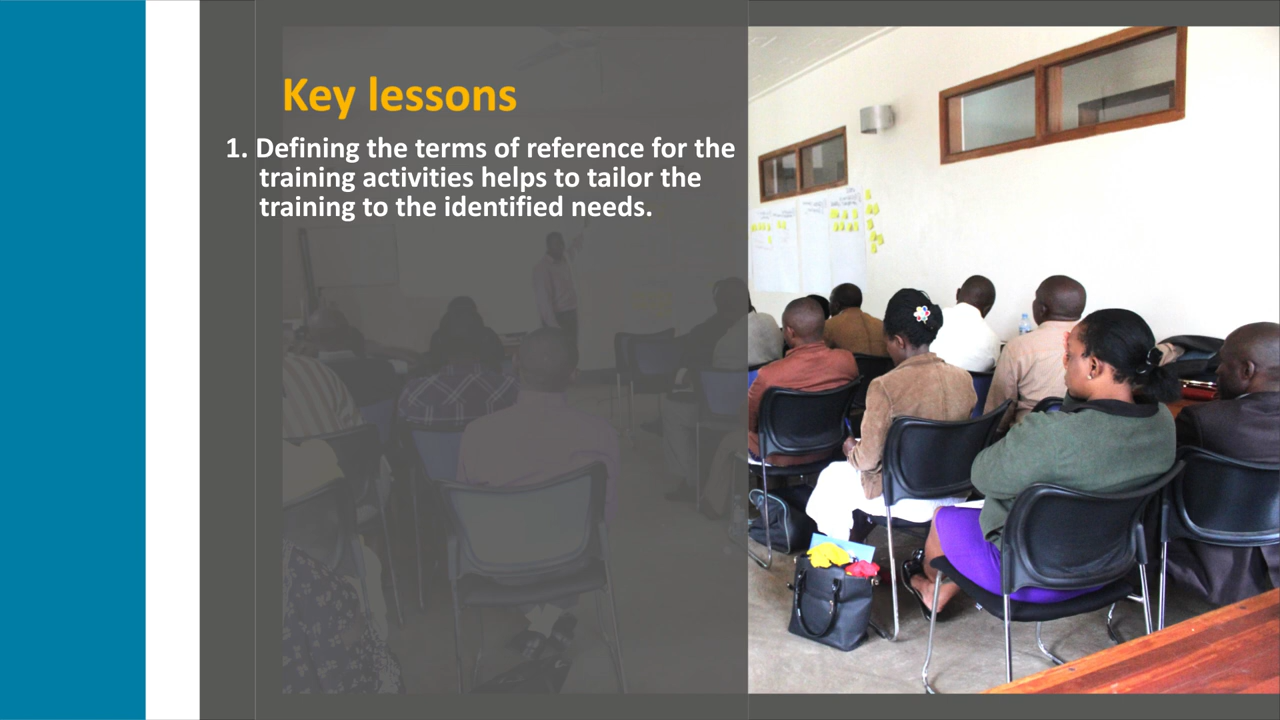 Key lessons
1. Defining the terms of reference for the
training activities helps to tailor the
training to the identified needs.